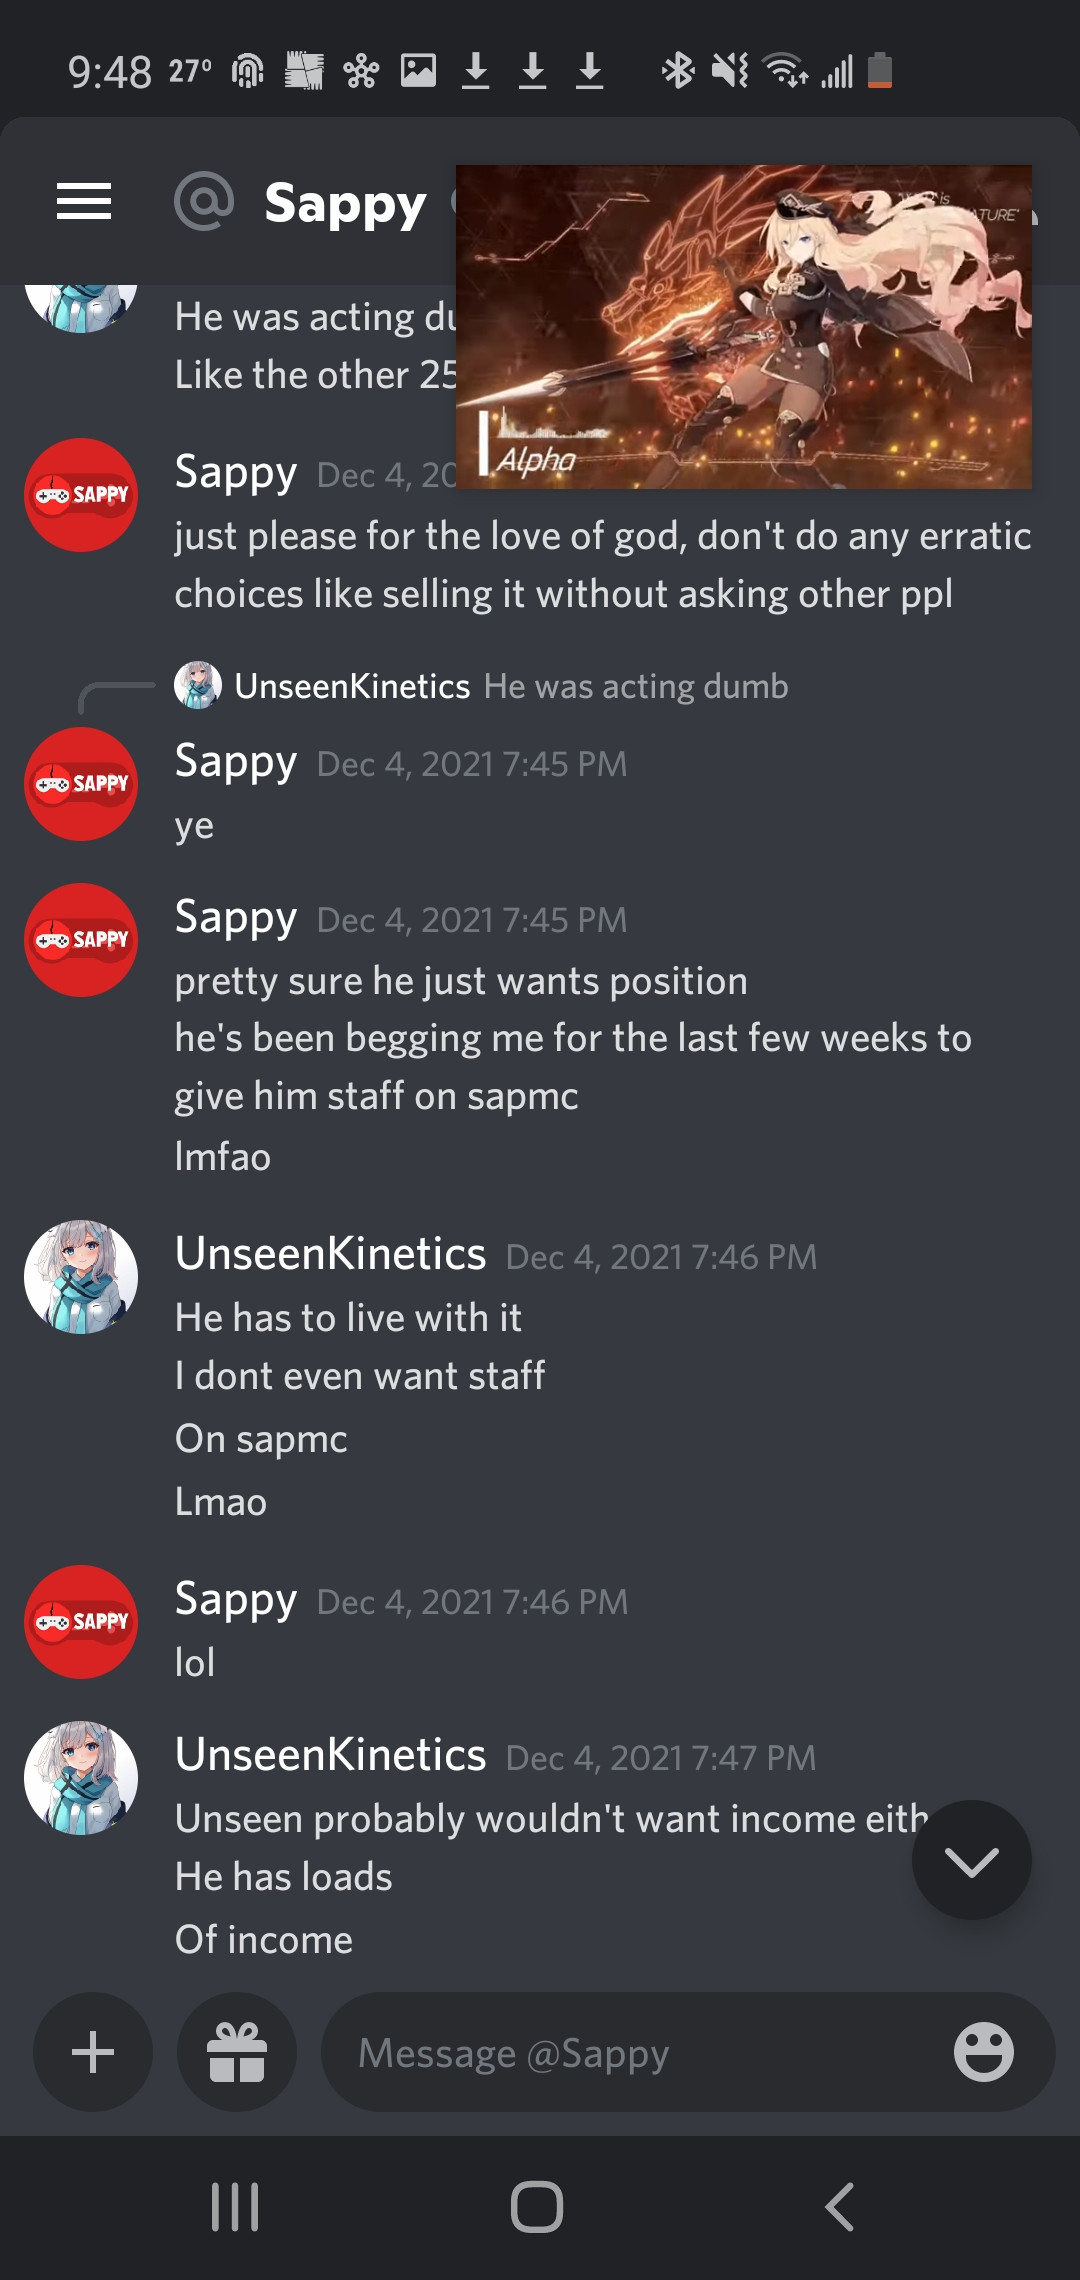 9:48 27°
Sappy
is
ATURE"
Alpha
He was acting
Like the other 25
SAPPY
Sappy Dec 4, 20
just please for the love of god, don't do any erratic
choices like selling it without asking other ppl
UnseenKinetics He was acting dumb
SAPPY
Sappy Dec 4, 2021 7:45 PM
ye
SAPPY
Sappy Dec 4, 2021 7:45 PM
pretty sure he just wants position
he's been begging me for the last few weeks to
give him staff on sapmc
lmfao
UnseenKinetics Dec 4, 2021 7:46 PM
He has to live with it
I dont even want staff
On sapmc
Lmao
SAPPY
Sappy Dec 4, 2021 7:46 PM
lol
UnseenKinetics Dec 4, 2021 7:47 PM
Unseen probably wouldn't want income eith
He has loads
Of income
Message @Sappy